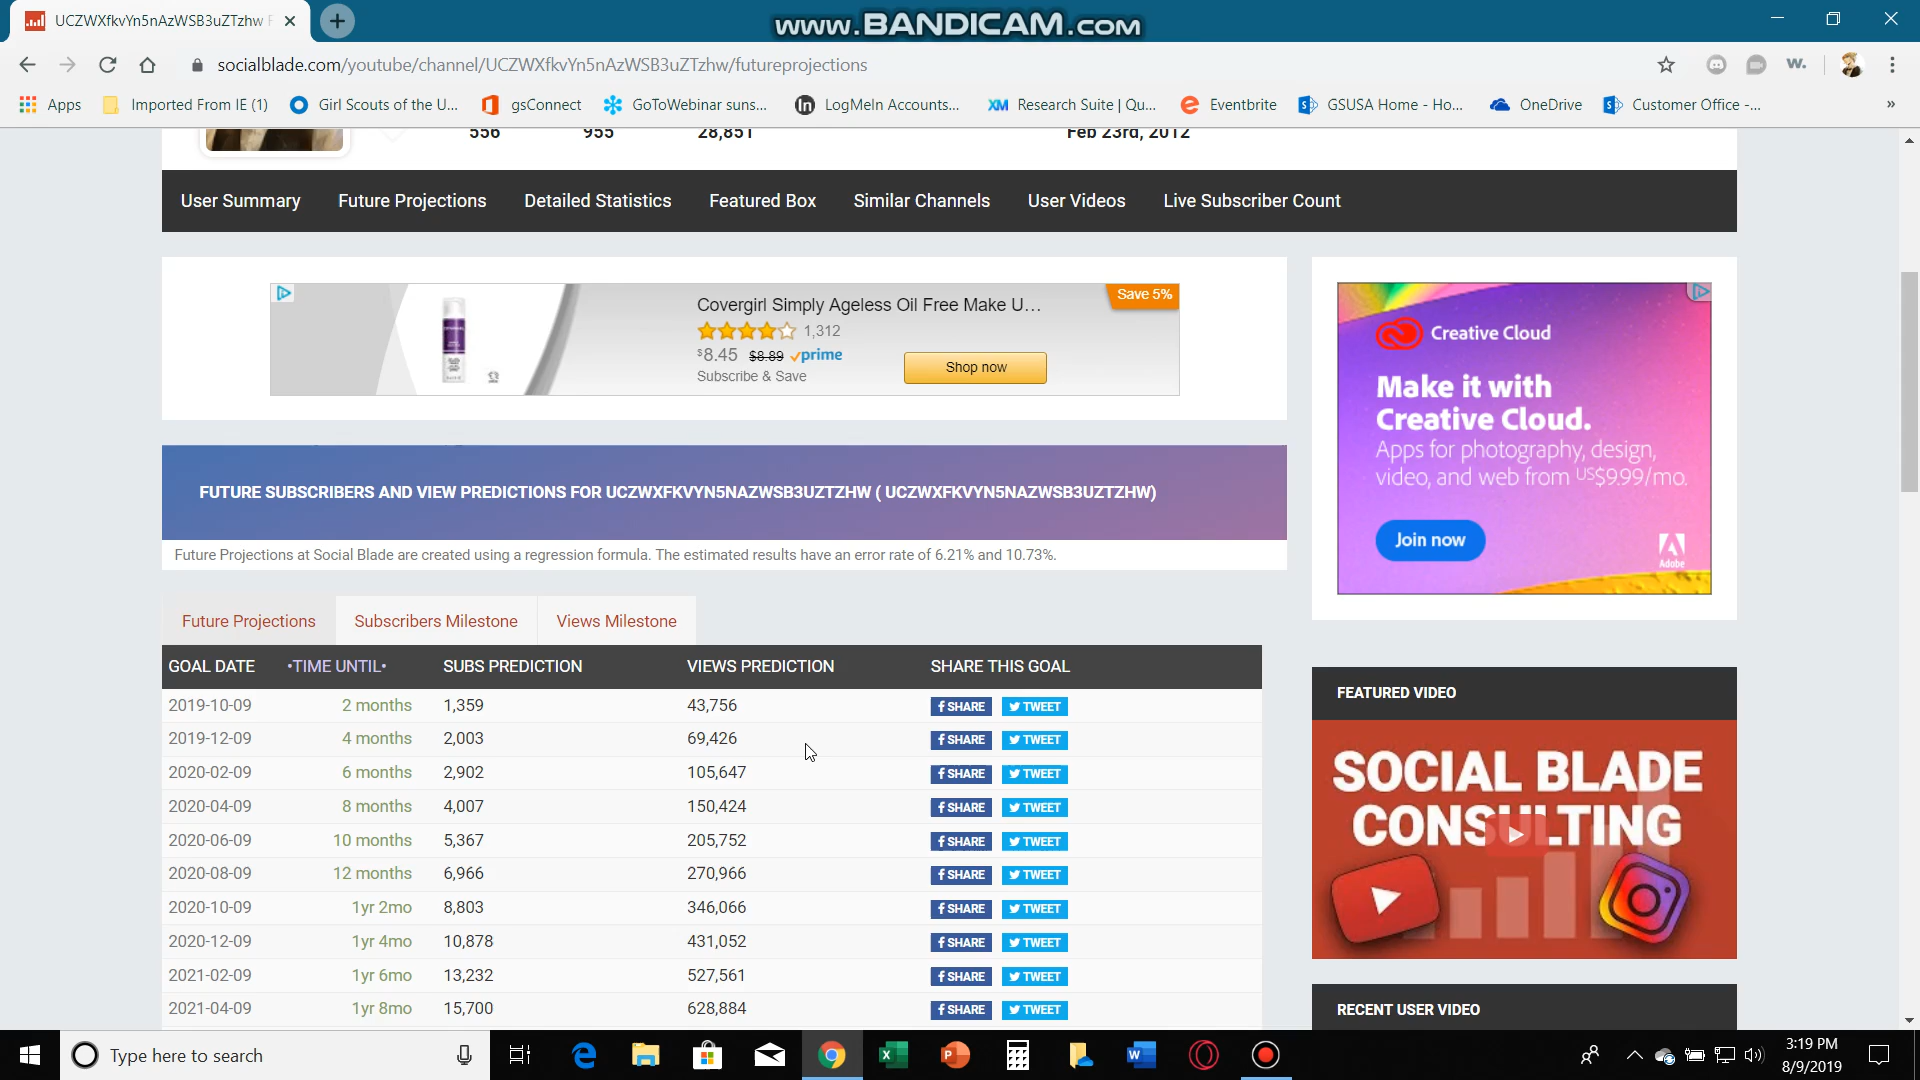 UCZWXfkvYn5nAzWSB3uZTzhw F
www.BANDICAM.com
socialblade.com/youtube/channel/UCZWXfkvYn5nAzWSB3uZTzhw/futureprojections
W.
Apps Imported From IE (1) Girl Scouts of the U... gsConnect GoToWebinar suns... LogMeIn Accounts... XM Research Suite | Qu... Eventbrite GSUSA Home - Ho... OneDrive Customer Office -... »
556 955 28,851 Feb 23rd, 2012
User Summary Future Projections Detailed Statistics Featured Box Similar Channels User Videos Live Subscriber Count
Covergirl Simply Ageless Oil Free Make U...
Save 5%
1,312
$8.45 $8.89 prime
Subscribe & Save
Shop now
Creative Cloud
Make it with
Creative Cloud.
Apps for photography, design,
video, and web from US$9.99/mo.
Join now
Adobe
FUTURE SUBSCRIBERS AND VIEW PREDICTIONS FOR UCZWXFKVYN5NAZWSB3UZTZHW ( UCZWXFKVYN5NAZWSB3UZTZHW)
Future Projections at Social Blade are created using a regression formula. The estimated results have an error rate of 6.21% and 10.73%.
Future Projections Subscribers Milestone Views Milestone
GOAL DATE •TIME UNTIL• SUBS PREDICTION VIEWS PREDICTION SHARE THIS GOAL
2019-10-09 2 months 1,359 43,756 SHARE TWEET
2019-12-09 4 months 2,003 69,426 SHARE TWEET
2020-02-09 6 months 2,902 105,647 SHARE TWEET
2020-04-09 8 months 4,007 150,424 SHARE TWEET
2020-06-09 10 months 5,367 205,752 SHARE TWEET
2020-08-09 12 months 6,966 270,966 SHARE TWEET
2020-10-09 1yr 2mo 8,803 346,066 SHARE TWEET
2020-12-09 1yr 4mo 10,878 431,052 SHARE TWEET
2021-02-09 1yr 6mo 13,232 527,561 SHARE TWEET
2021-04-09 1yr 8mo 15,700 628,884 SHARE TWEET
FEATURED VIDEO
SOCIAL BLADE
CONSULTING
RECENT USER VIDEO
Type here to search
3:19 PM
8/9/2019